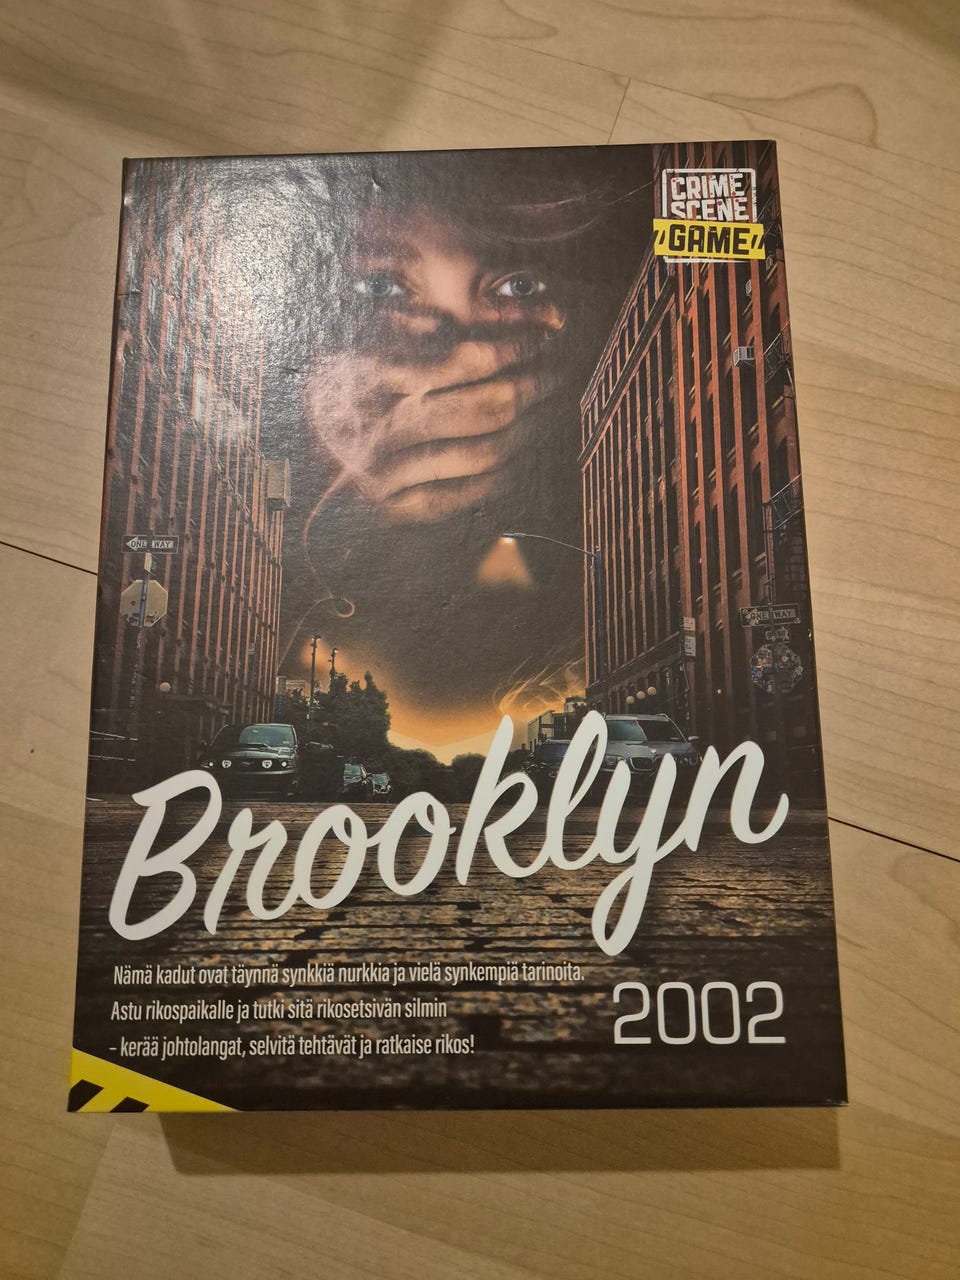 CRIME
SCENE
GAME
ONE WAY
ONE WAY
Brooklyn
2002
Nämä kadut ovat täynnä synkkiä nurkkia ja vielä synkempiä tarinoita.
Astu rikospaikalle ja tutki sitä rikosetsivän silmin
– kerää johtolangat, selvitä tehtävät ja ratkaise rikos!